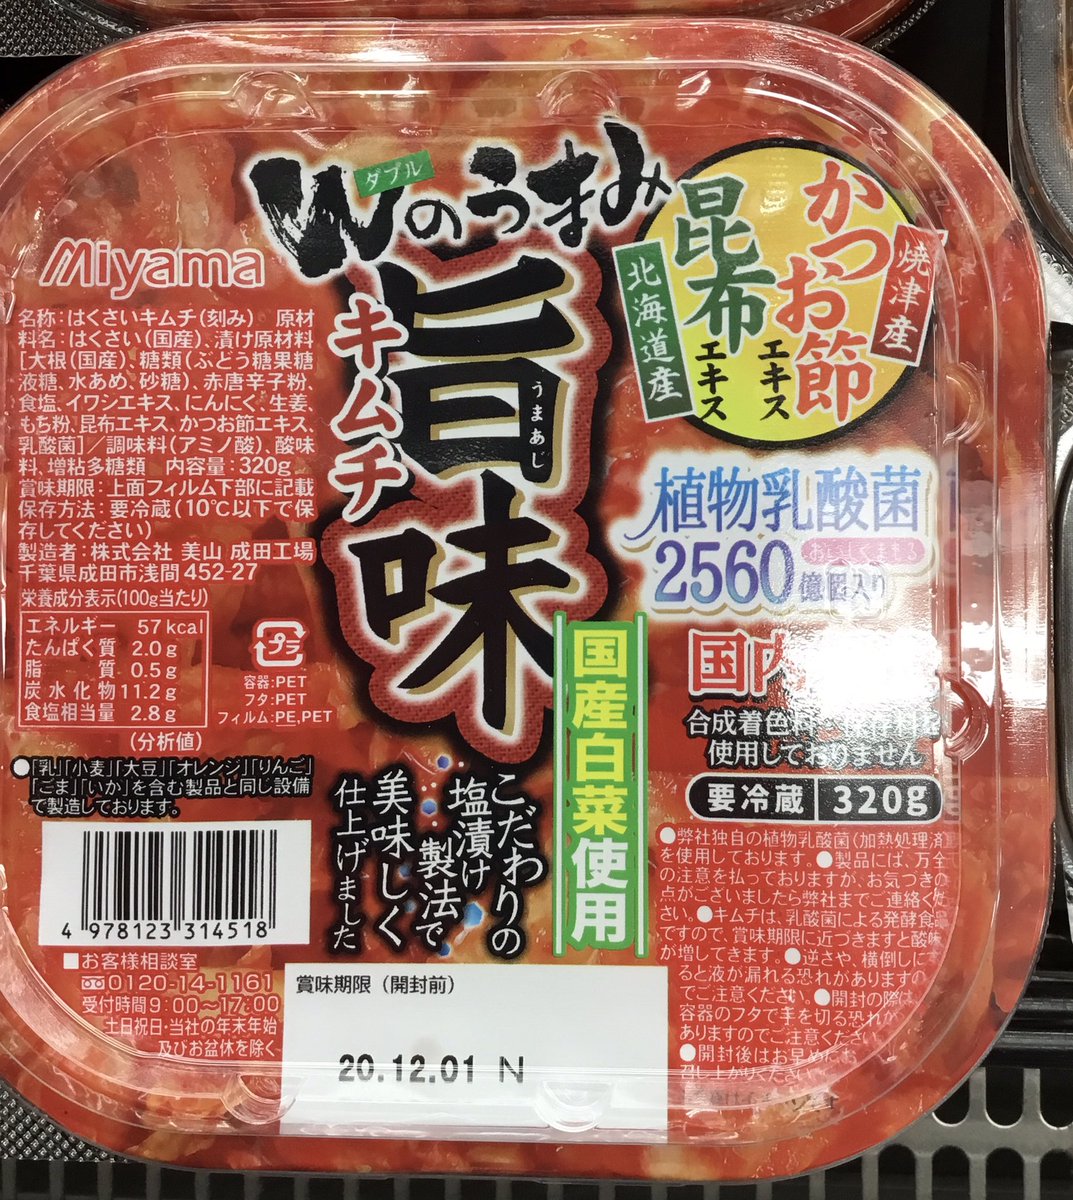 Wのうまみ
ダブル
Miyama
旨味
うまあじ
キムチ
焼津産
かつお節
エキス
昆布
エキス
北海道産
植物乳酸菌
2560億個入り
国内
合成着色料
使用しておりません
要冷蔵 320g
国産白菜使用
こだわりの
塩漬け
製法で
美味しく
仕上げました
名称:はくさいキムチ(刻み) 原材
料名:はくさい(国産)、漬け原材料
[大根(国産)、糖類(ぶどう糖果糖
液糖、水あめ、砂糖)、赤唐辛子粉、
食塩、イワシエキス、にんにく、生姜、
もち粉、昆布エキス、かつお節エキス、
乳酸菌]/調味料(アミノ酸)、酸味
料、増粘多糖類 内容量:320g
賞味期限:上面フィルム下部に記載
保存方法:要冷蔵(10℃以下で保
存してください)
製造者:株式会社 美山 成田工場
千葉県成田市浅間452-27
栄養成分表示(100g当たり)
エネルギー 57kcal
たんぱく質 2.0g
脂質 0.5g
炭水化物 11.2g
食塩相当量 2.8g
(分析値)
プラ
容器:PET
フタ:PET
フィルム:PE,PET
●「乳」「小麦」「大豆」「オレンジ」「りんご」
「ごま」「いか」を含む製品と同じ設備
で製造しております。
4 978123 314518
■お客様相談室
0120-14-1161
受付時間9:00〜17:00
土日祝日・当社の年末年始
及びお盆休を除く
賞味期限(開封前)
20.12.01 N
●弊社独自の植物乳酸菌(加熱処理済
を使用しております。●製品には、万全
の注意を払っておりますが、お気づきの
点がございましたら弊社までご連絡くだ
さい。●キムチは、乳酸菌による発酵食品
ですので、賞味期限に近づきますと酸味
が増してきます。●逆さや、横倒しに
ると液が漏れる恐れがありますの
でご注意ください。●開封の際は、
容器のフタで手を切る恐れが
ありますのでご注意ください
●開封後はお早めにお
召し上がりください